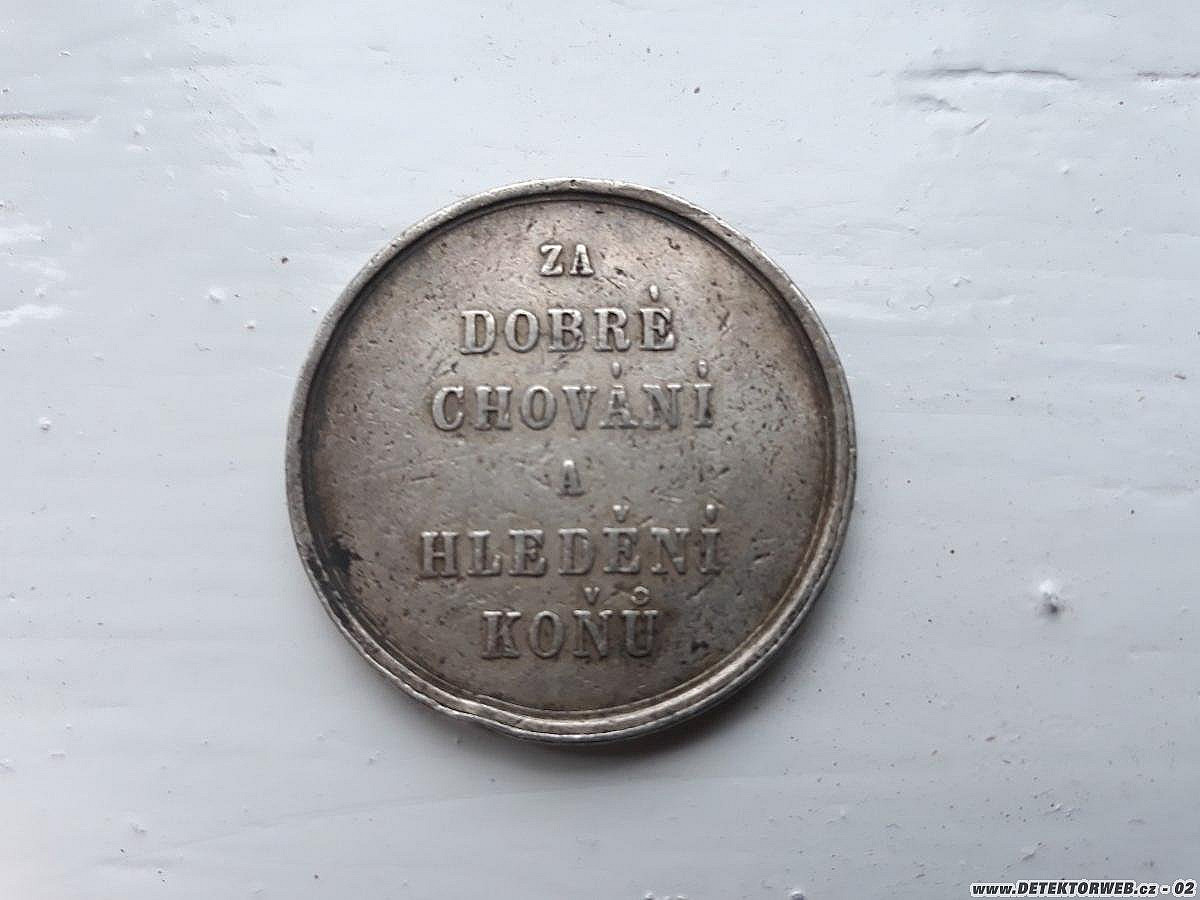 ZA
DOBRÉ
CHOVÁNÍ
A
HLEDĚNÍ
KOŇŮ
www.DETEKTORWEB.cz - 02